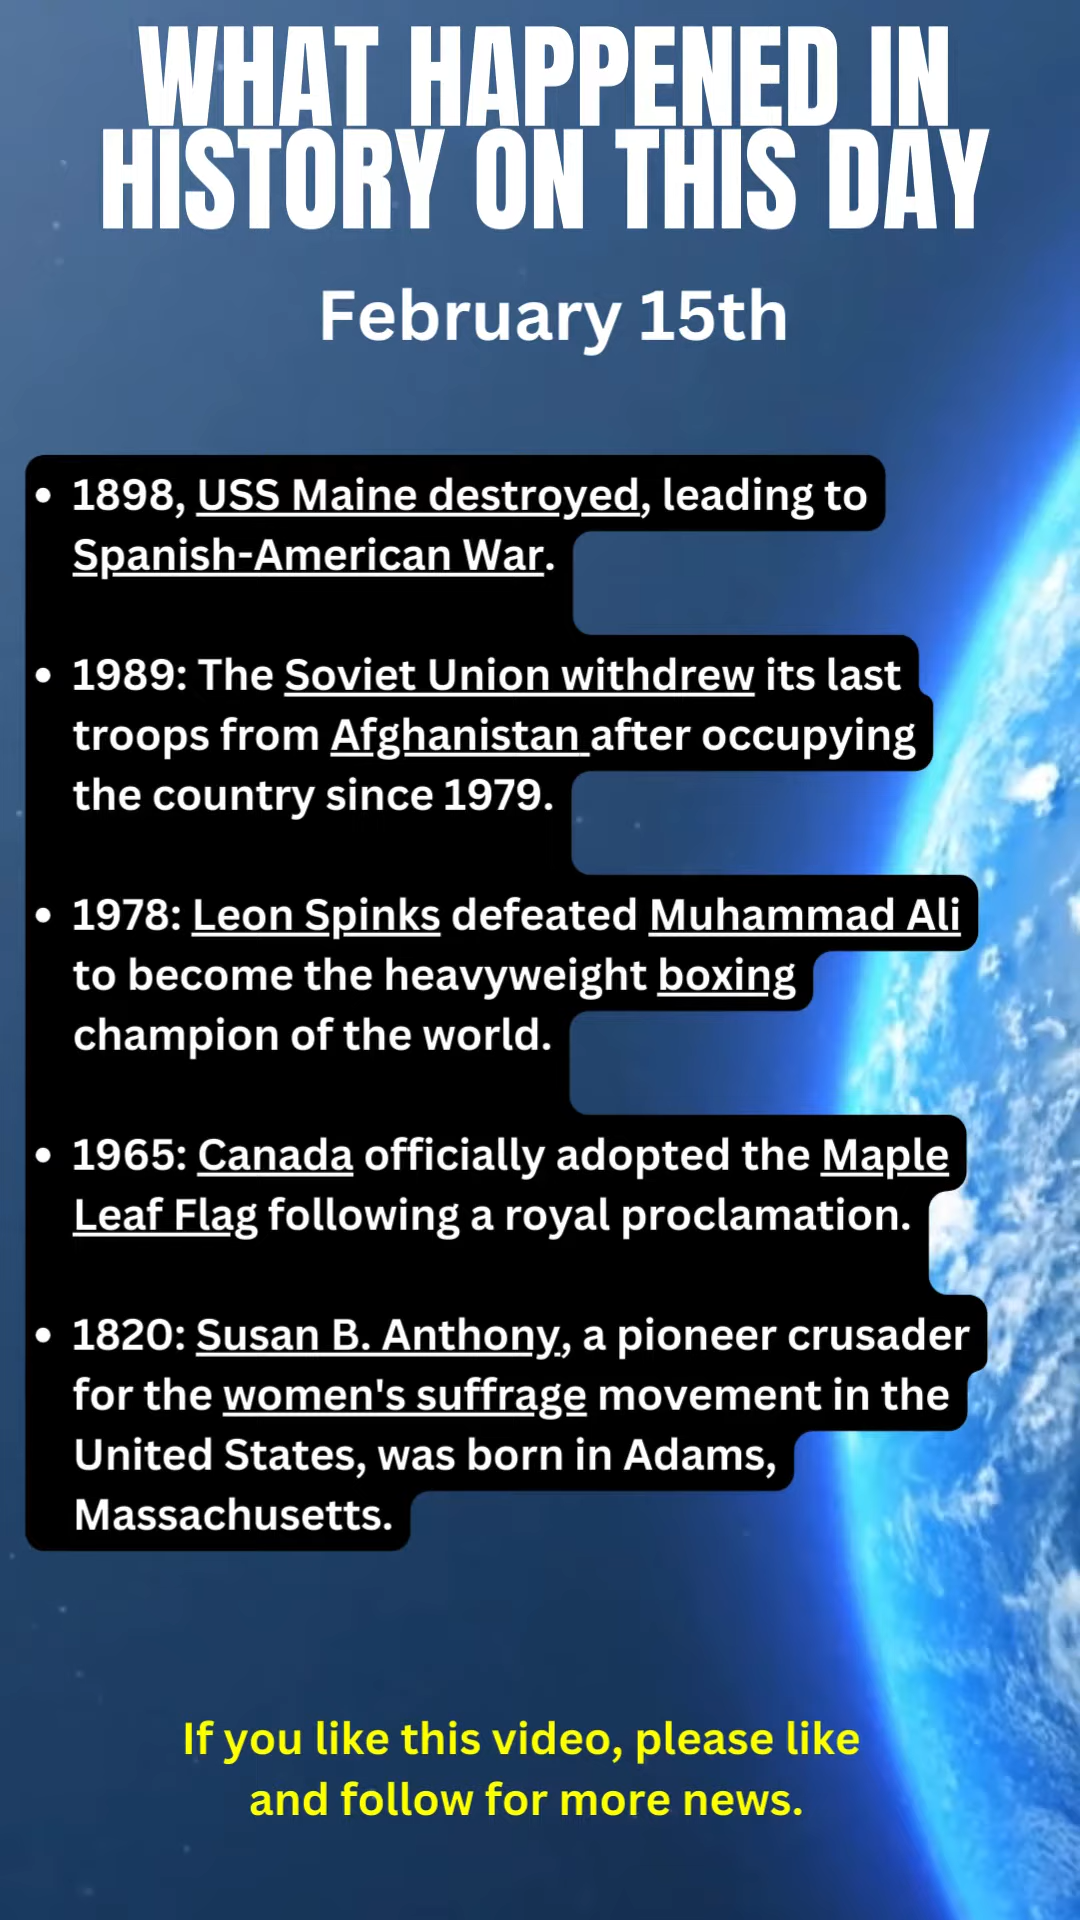 WHAT HAPPENED IN
HISTORY ON THIS DAY
February 15th
• 1898, USS Maine destroyed, leading to
Spanish-American War.
• 1989: The Soviet Union withdrew its last
troops from Afghanistan after occupying
the country since 1979.
• 1978: Leon Spinks defeated Muhammad Ali
to become the heavyweight boxing
champion of the world.
• 1965: Canada officially adopted the Maple
Leaf Flag following a royal proclamation.
• 1820: Susan B. Anthony, a pioneer crusader
for the women's suffrage movement in the
United States, was born in Adams,
Massachusetts.
If you like this video, please like
and follow for more news.